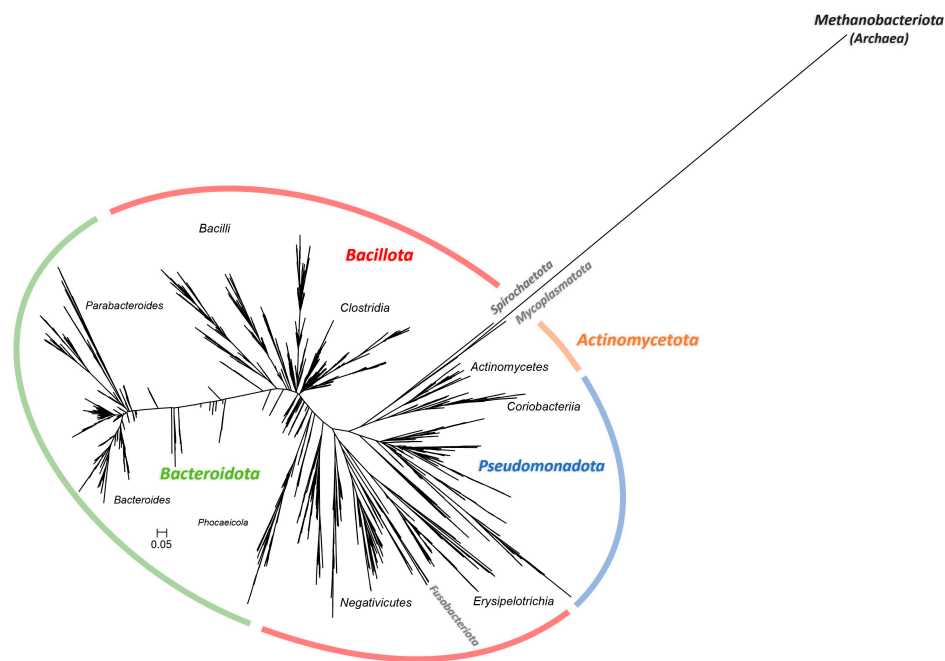 Methanobacteriota
(Archaea)
Bacilli
Bacillota
Spirochaetota
Mycoplasmatota
Parabacteroides
Clostridia
Actinomycetota
Actinomycetes
Coriobacteriia
Bacteroidota
Pseudomonadota
Bacteroides
Phocaeicola
0.05
Negativicutes
Fusobacteriota
Erysipelotrichia